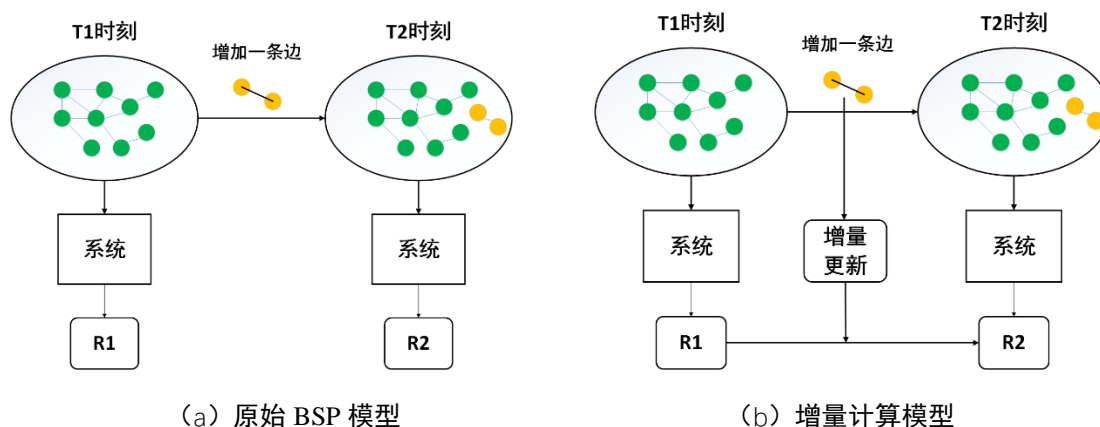 T1时刻
增加一条边
T2时刻
系统
系统
R1
R2
(a)原始 BSP 模型
T1时刻
增加一条边
T2时刻
系统
增量
更新
系统
R1
R2
(b)增量计算模型